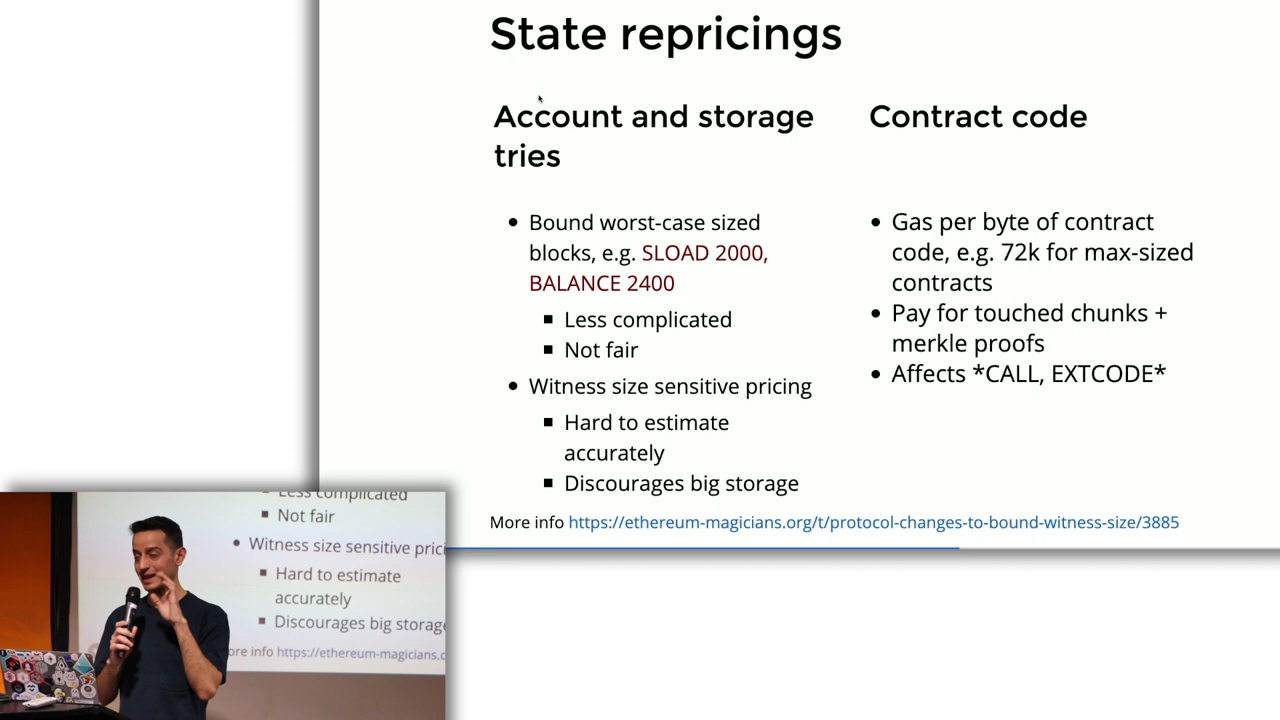 State repricings
Account and storage
tries
Bound worst-case sized
blocks, e.g. SLOAD 2000,
BALANCE 2400
Less complicated
Not fair
Witness size sensitive pricing
Hard to estimate
accurately
Discourages big storage
More info https://ethereum-magicians.org/t/protocol-changes-to-bound-witness-size/3885
Contract code
Gas per byte of contract
code, e.g. 72k for max-sized
contracts
Pay for touched chunks +
merkle proofs
Affects *CALL, EXTCODE*
Less complicated
Not fair
Witness size sensitive prici
Hard to estimate
accurately
Discourages big storage
ore info https://ethereum-magicians.o